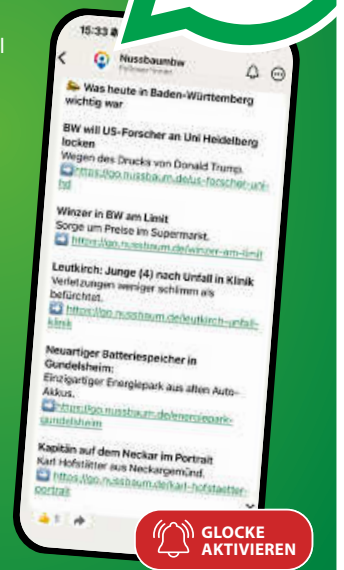 15:33
Nussbaumbw
Was heute in Baden-Württemberg
wichtig war
BW will US-Forscher an Uni Heidelberg
locken
Wegen des Drucks von Donald Trump.
https://go.nussbaum.de/us-forscher-uni-
hd
Winzer in BW am Limit
Sorge um Preise im Supermarkt.
https://go.nussbaum.de/winzer-am-limit
Leutkirch: Junge (4) nach Unfall in Klinik
Verletzungen weniger schlimm als
befürchtet.
https://go.nussbaum.de/leutkirch-unfall-
klinik
Neuartiger Batteriespeicher in
Gundelsheim:
Einzigartiger Energiepark aus alten Auto-
Akkus.
https://go.nussbaum.de/energiepark-
gundelsheim
Kapitän auf dem Neckar im Portrait
Karl Hofstätter aus Neckargemünd.
https://go.nussbaum.de/karl-hofstaetter-
portrait
GLOCKE
AKTIVIEREN